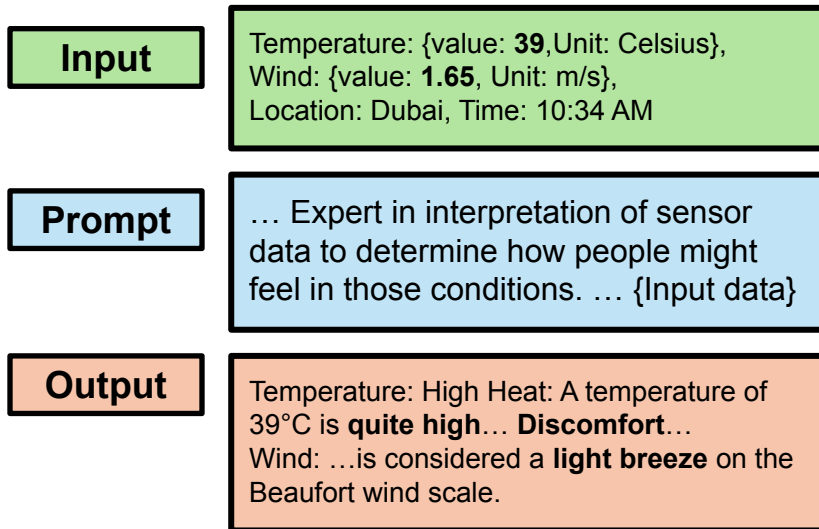 Input
Temperature: {value: 39,Unit: Celsius},
Wind: {value: 1.65, Unit: m/s},
Location: Dubai, Time: 10:34 AM
Prompt
… Expert in interpretation of sensor
data to determine how people might
feel in those conditions. … {Input data}
Output
Temperature: High Heat: A temperature of
39°C is quite high… Discomfort…
Wind: …is considered a light breeze on the
Beaufort wind scale.